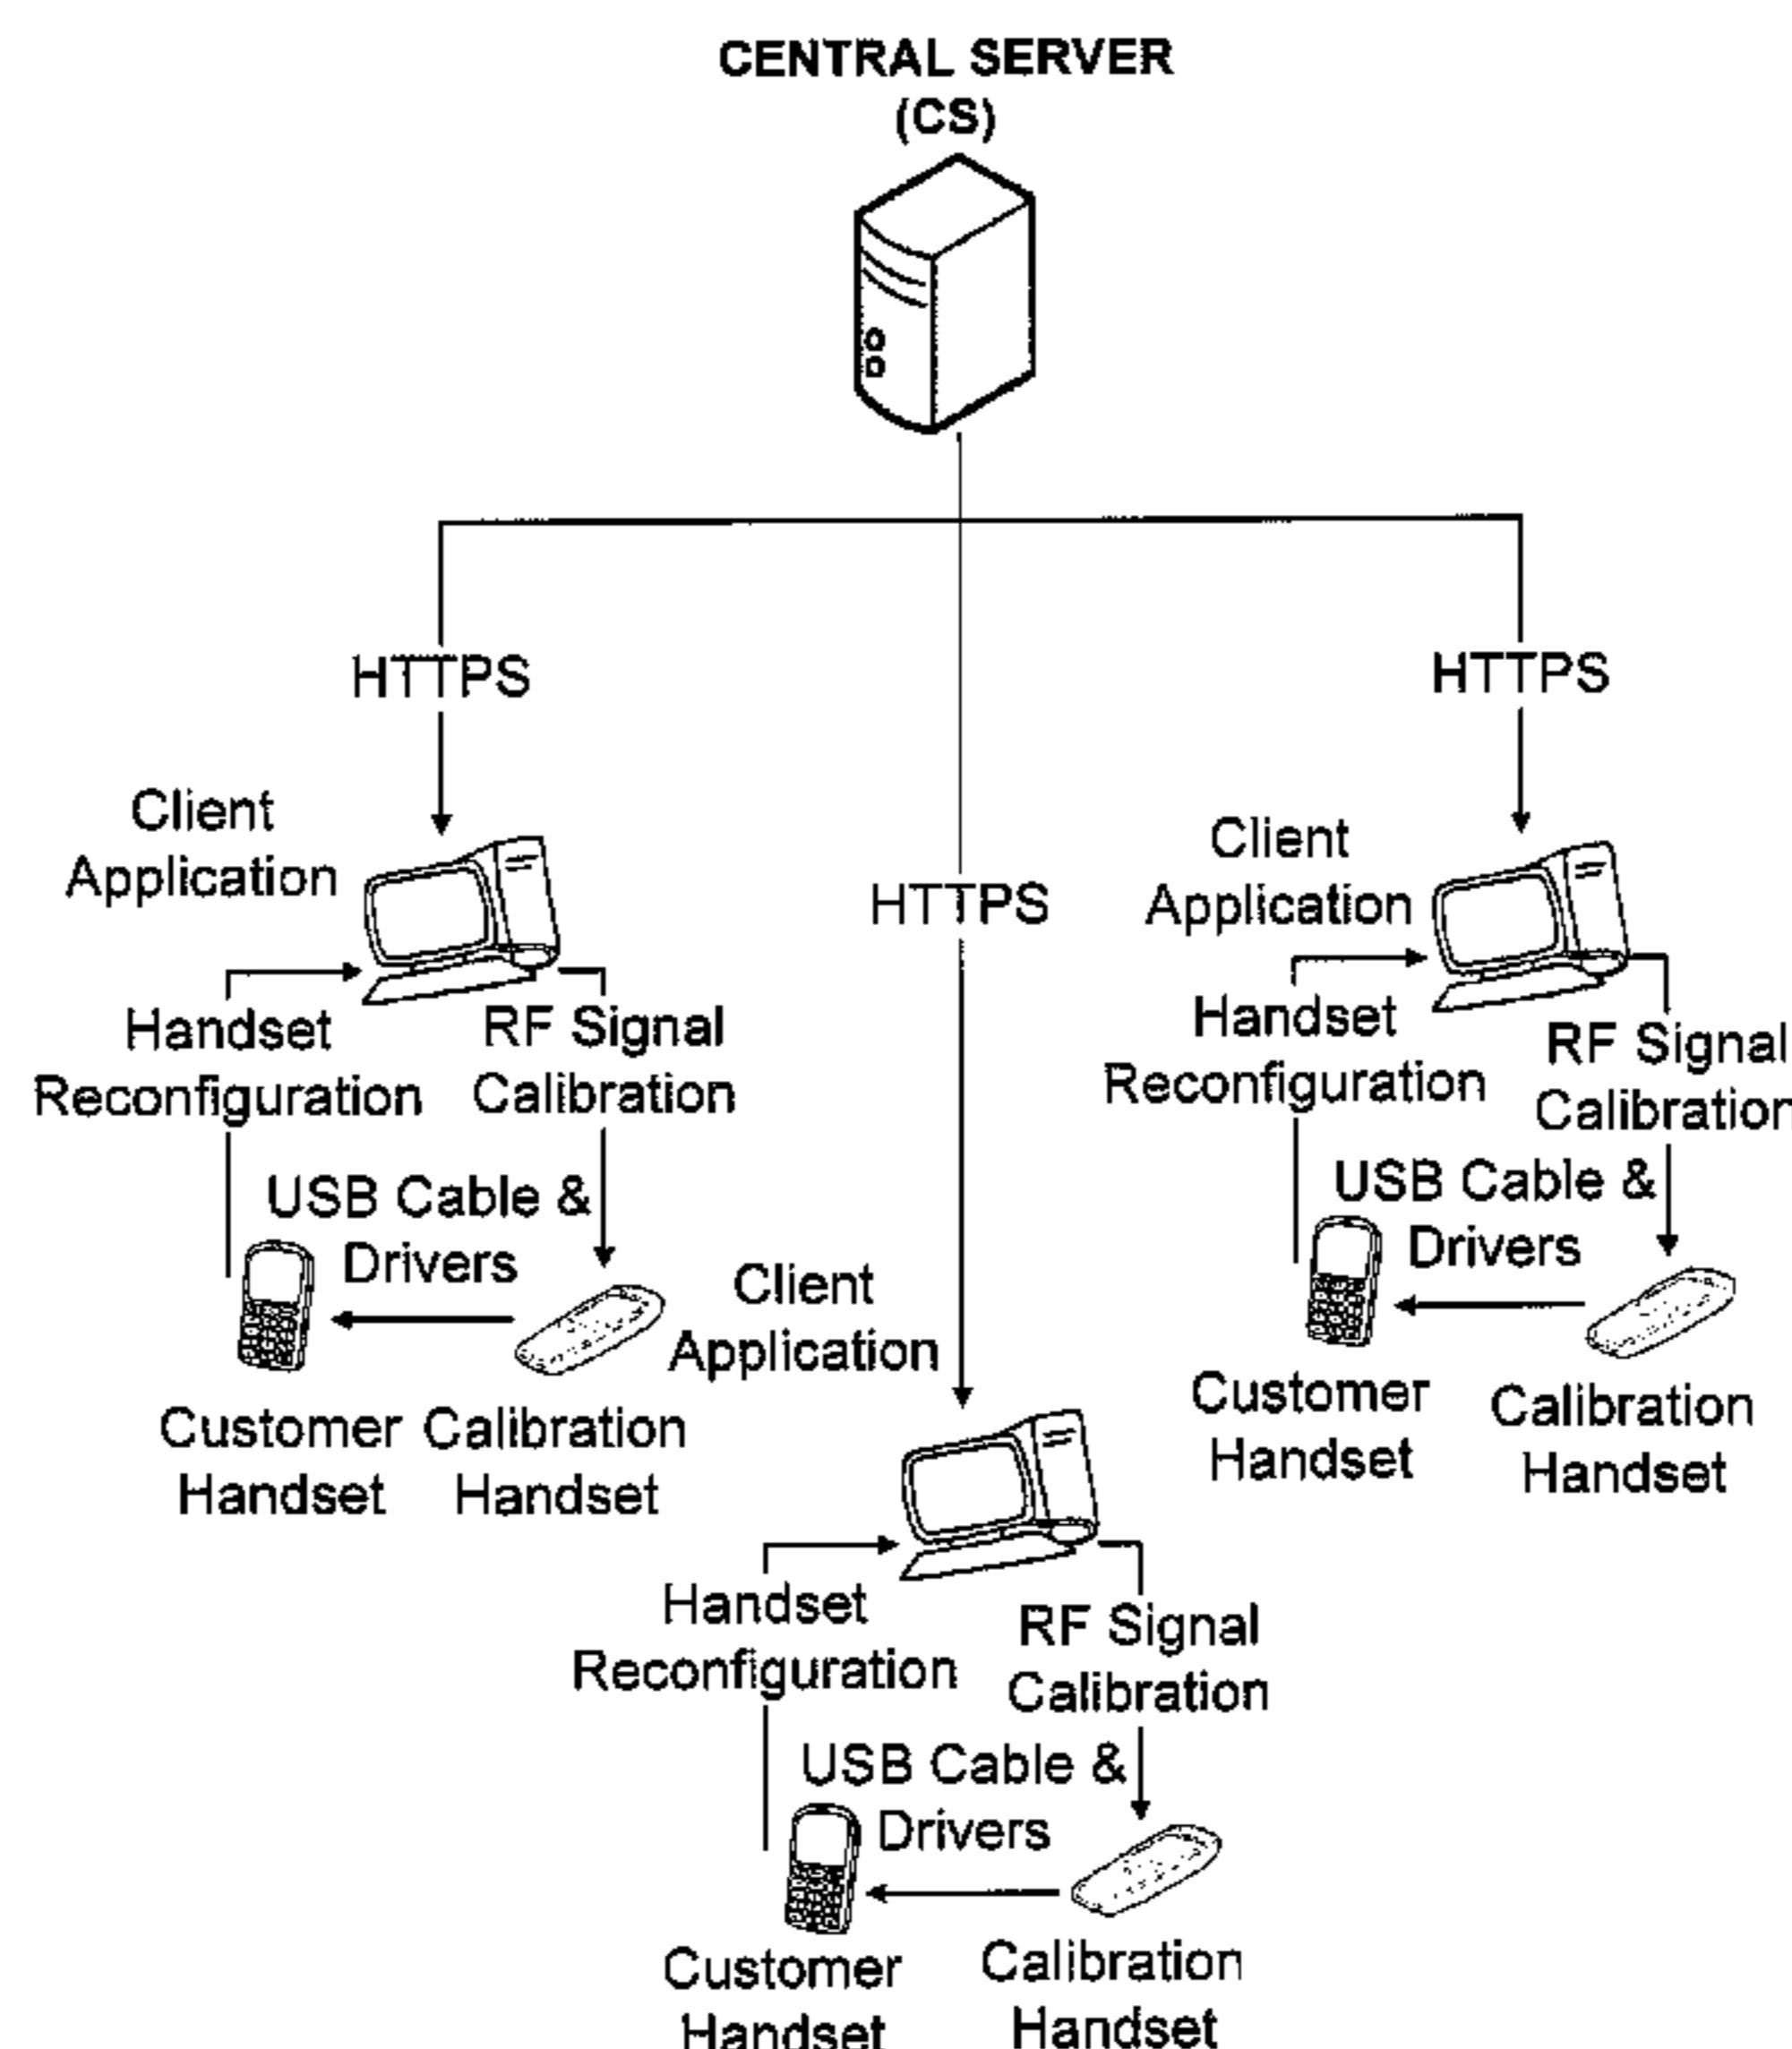 CENTRAL SERVER
(CS)
HTTPS
HTTPS
HTTPS
Client
Application
Handset
Reconfiguration
RF Signal
Calibration
USB Cable &
Drivers
Customer
Handset
Calibration
Handset
Client
Application
Handset
Reconfiguration
RF Signal
Calibration
USB Cable &
Drivers
Customer
Handset
Calibration
Handset
Client
Application
Handset
Reconfiguration
RF Signal
Calibration
USB Cable &
Drivers
Customer
Handset
Calibration
Handset